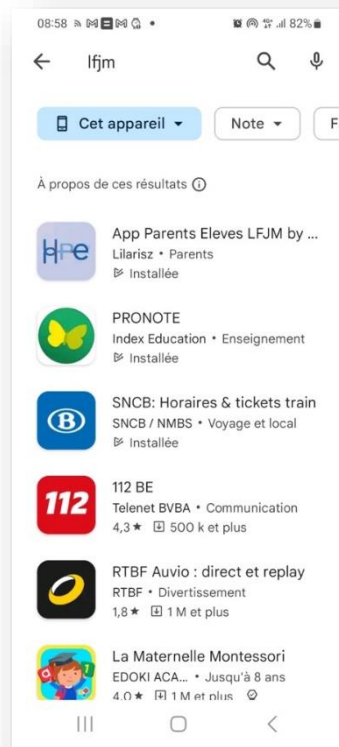 08:58 82%
lfjm
Cet appareil Note F
À propos de ces résultats
HPE
App Parents Eleves LFJM by ...
Lilarisz • Parents
Installée
PRONOTE
Index Education • Enseignement
Installée
B
SNCB: Horaires & tickets train
SNCB / NMBS • Voyage et local
Installée
112
112 BE
Telenet BVBA • Communication
4,3★ 500 k et plus
RTBF Auvio : direct et replay
RTBF • Divertissement
1,8★ 1 M et plus
La Maternelle Montessori
EDOKI ACA... • Jusqu'à 8 ans
4,0★ 1 M et plus